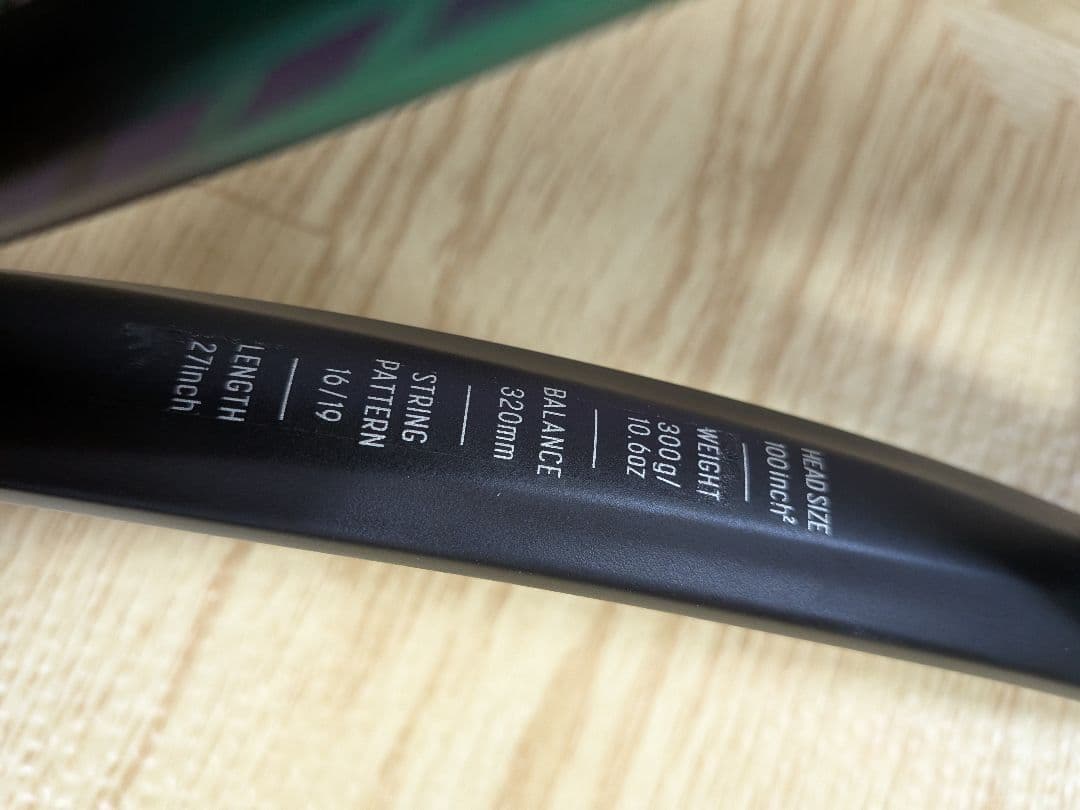 HEAD SIZE
100inch²
WEIGHT
300g/
10.6oz
BALANCE
320mm
STRING
PATTERN
16/19
LENGTH
27inch